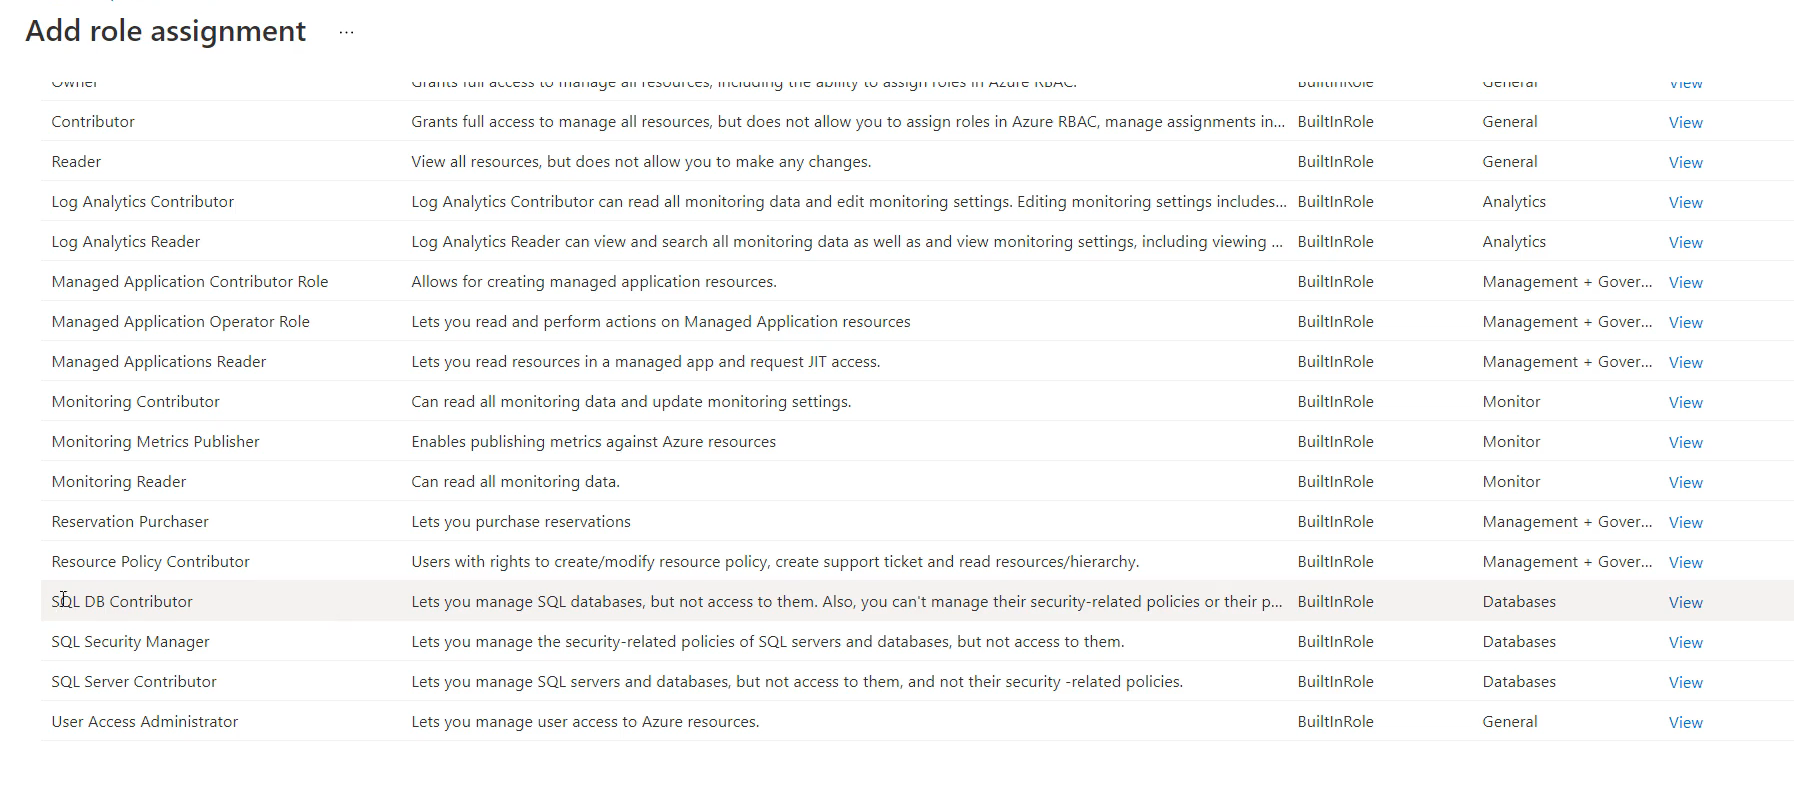 Add role assignment ...
Owner Grants full access to manage all resources, including the ability to assign roles in Azure RBAC. BuiltInRole General View
Contributor Grants full access to manage all resources, but does not allow you to assign roles in Azure RBAC, manage assignments in... BuiltInRole General View
Reader View all resources, but does not allow you to make any changes. BuiltInRole General View
Log Analytics Contributor Log Analytics Contributor can read all monitoring data and edit monitoring settings. Editing monitoring settings includes... BuiltInRole Analytics View
Log Analytics Reader Log Analytics Reader can view and search all monitoring data as well as and view monitoring settings, including viewing ... BuiltInRole Analytics View
Managed Application Contributor Role Allows for creating managed application resources. BuiltInRole Management + Gover... View
Managed Application Operator Role Lets you read and perform actions on Managed Application resources BuiltInRole Management + Gover... View
Managed Applications Reader Lets you read resources in a managed app and request JIT access. BuiltInRole Management + Gover... View
Monitoring Contributor Can read all monitoring data and update monitoring settings. BuiltInRole Monitor View
Monitoring Metrics Publisher Enables publishing metrics against Azure resources BuiltInRole Monitor View
Monitoring Reader Can read all monitoring data. BuiltInRole Monitor View
Reservation Purchaser Lets you purchase reservations BuiltInRole Management + Gover... View
Resource Policy Contributor Users with rights to create/modify resource policy, create support ticket and read resources/hierarchy. BuiltInRole Management + Gover... View
SQL DB Contributor Lets you manage SQL databases, but not access to them. Also, you can't manage their security-related policies or their p... BuiltInRole Databases View
SQL Security Manager Lets you manage the security-related policies of SQL servers and databases, but not access to them. BuiltInRole Databases View
SQL Server Contributor Lets you manage SQL servers and databases, but not access to them, and not their security -related policies. BuiltInRole Databases View
User Access Administrator Lets you manage user access to Azure resources. BuiltInRole General View